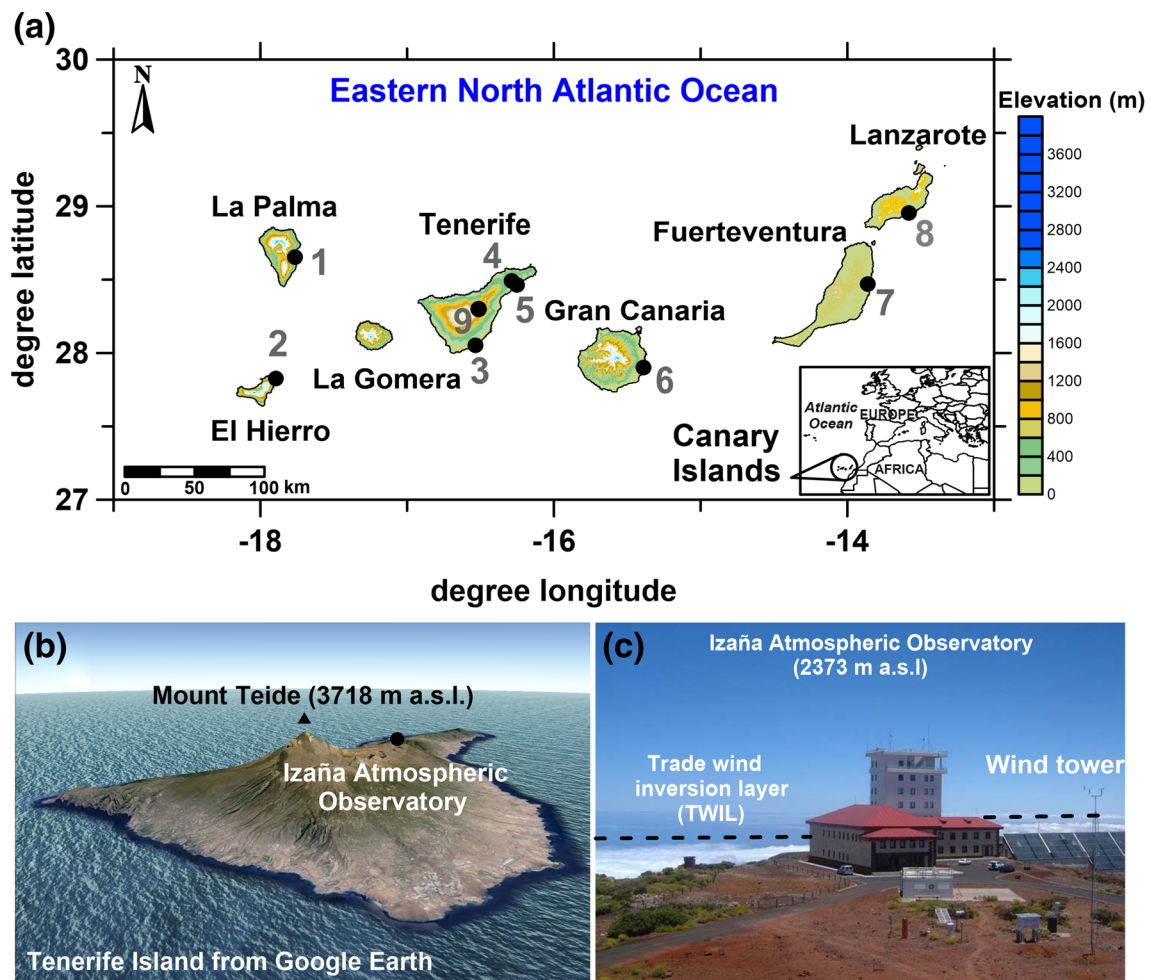 (a)
30
N
Eastern North Atlantic Ocean
Elevation (m)
Lanzarote
3600
3200
29
La Palma
Tenerife
Fuerteventura
8
2800
4
1
2400
5
Gran Canaria
7
2000
9
1600
28
2
La Gomera
3
6
1200
El Hierro
Atlantic
Ocean
EUROPE
800
Canary
Islands
AFRICA
400
0
50
100 km
0
27
-18
-16
-14
degree latitude
degree longitude
(b)
Mount Teide (3718 m a.s.l.)
Izaña Atmospheric
Observatory
Tenerife Island from Google Earth
(c)
Izaña Atmospheric Observatory
(2373 m a.s.l)
Trade wind
inversion layer
(TWIL)
Wind tower